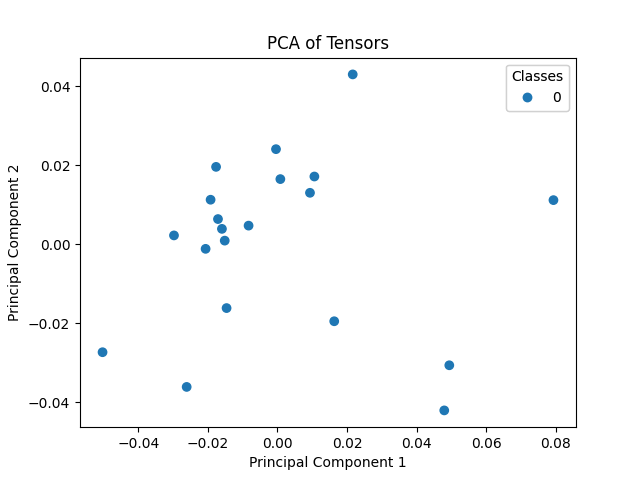 PCA of Tensors
Classes
0
0.04
0.02
0.00
−0.02
−0.04
Principal Component 2
−0.04 −0.02 0.00 0.02 0.04 0.06 0.08
Principal Component 1